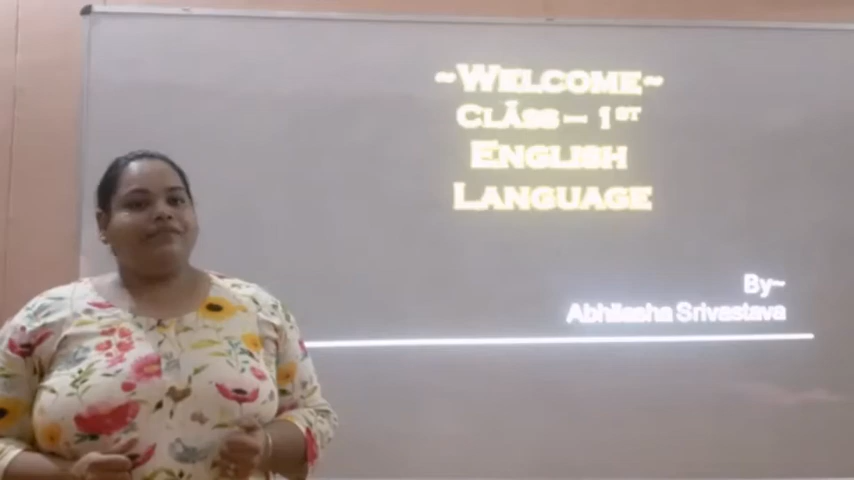 ~WELCOME~
CLASS – 1ST
ENGLISH
LANGUAGE
By~
Abhilasha Srivastava